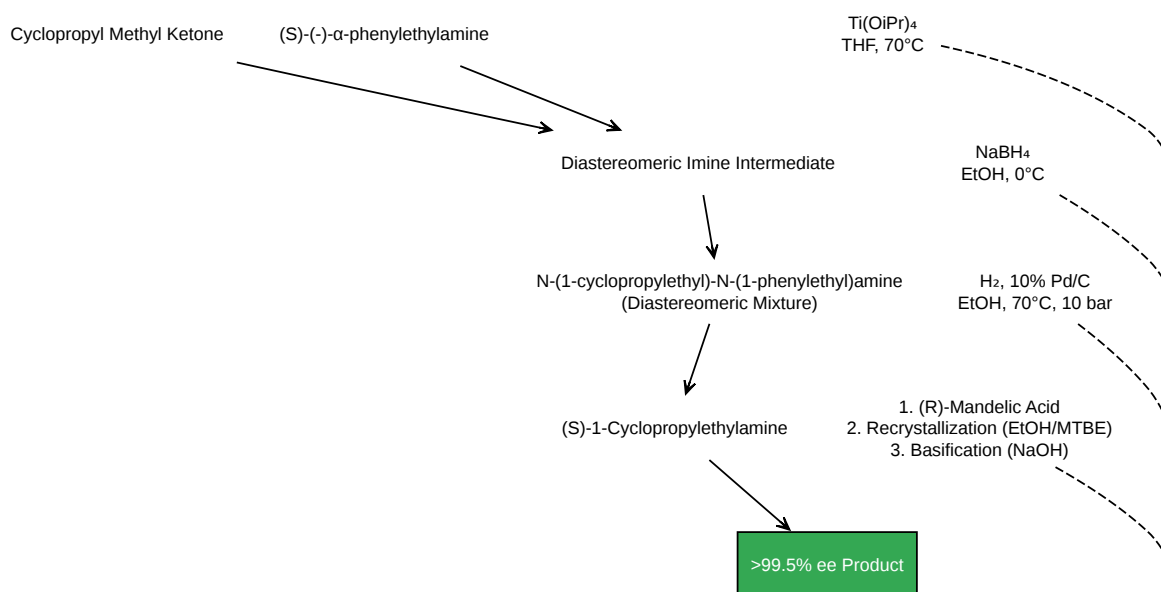 Cyclopropyl Methyl Ketone
(S)-(-)-α-phenylethylamine
Ti(OiPr)₄
THF, 70°C
Diastereomeric Imine Intermediate
NaBH₄
EtOH, 0°C
N-(1-cyclopropylethyl)-N-(1-phenylethyl)amine
(Diastereomeric Mixture)
H₂, 10% Pd/C
EtOH, 70°C, 10 bar
(S)-1-Cyclopropylethylamine
1. (R)-Mandelic Acid
2. Recrystallization (EtOH/MTBE)
3. Basification (NaOH)
>99.5% ee Product